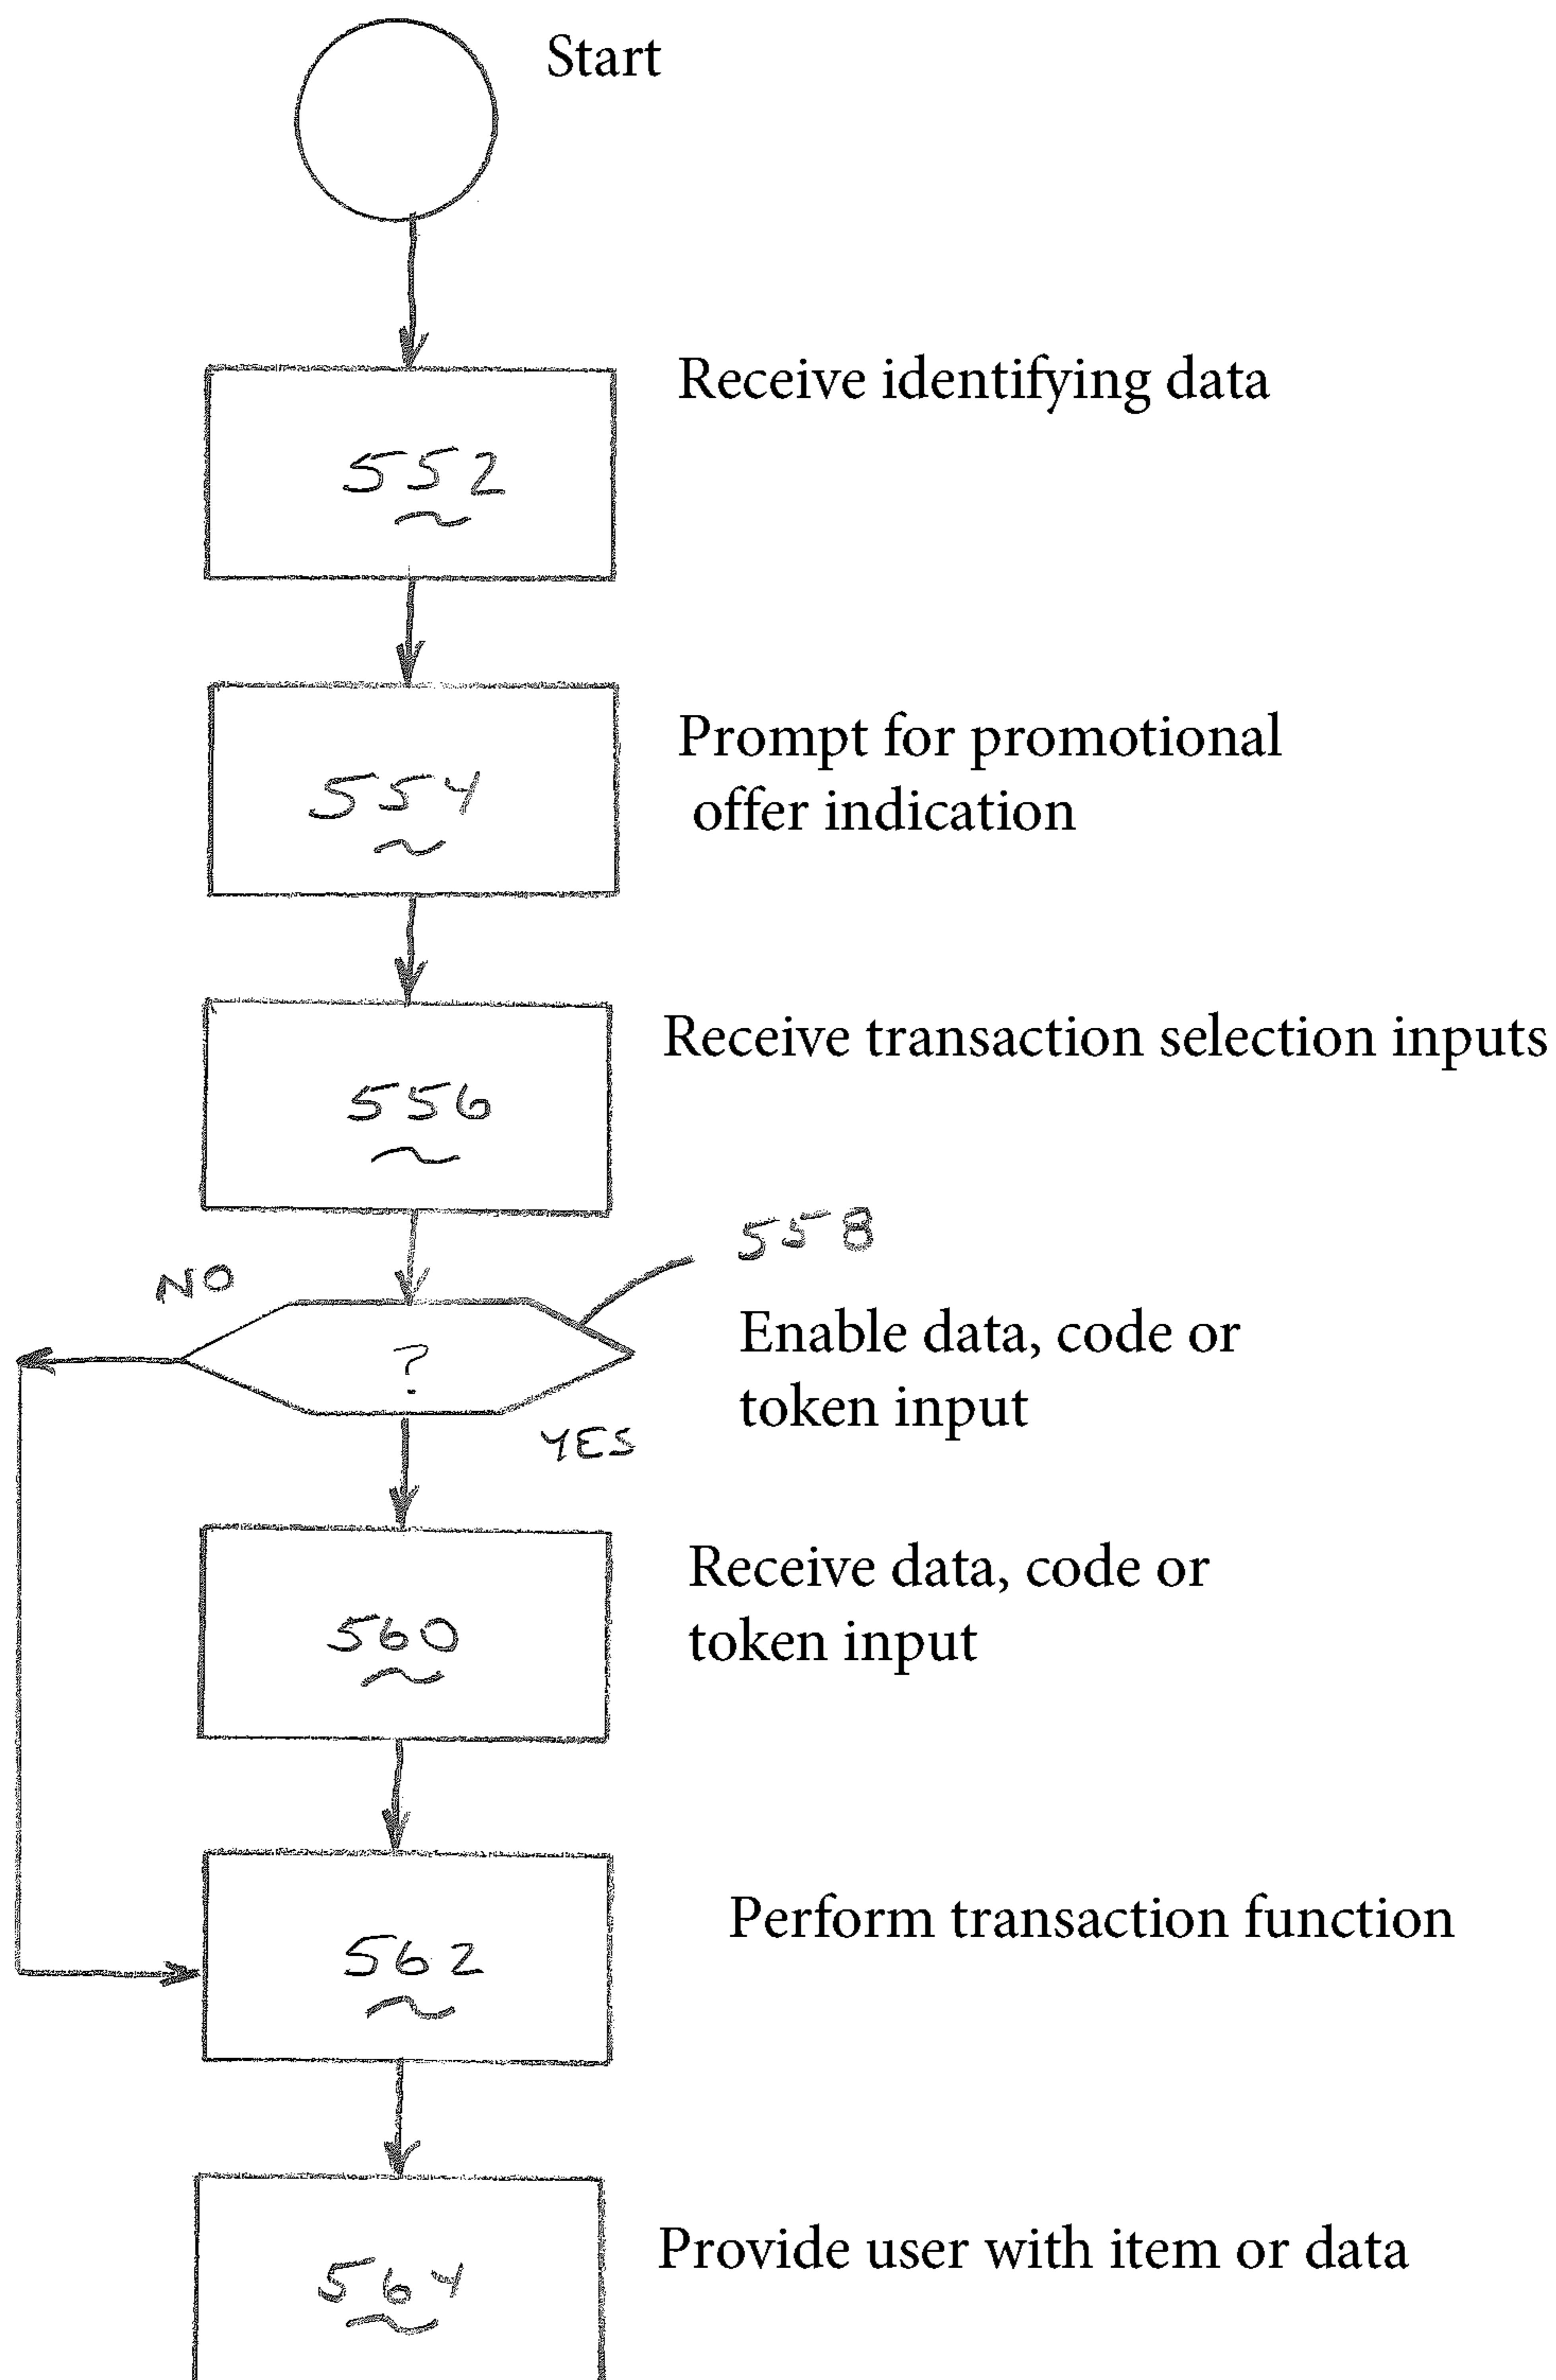 Start
Receive identifying data
552
Prompt for promotional
offer indication
554
Receive transaction selection inputs
556
558
NO
Enable data, code or
token input
?
YES
Receive data, code or
token input
560
Perform transaction function
562
Provide user with item or data
564